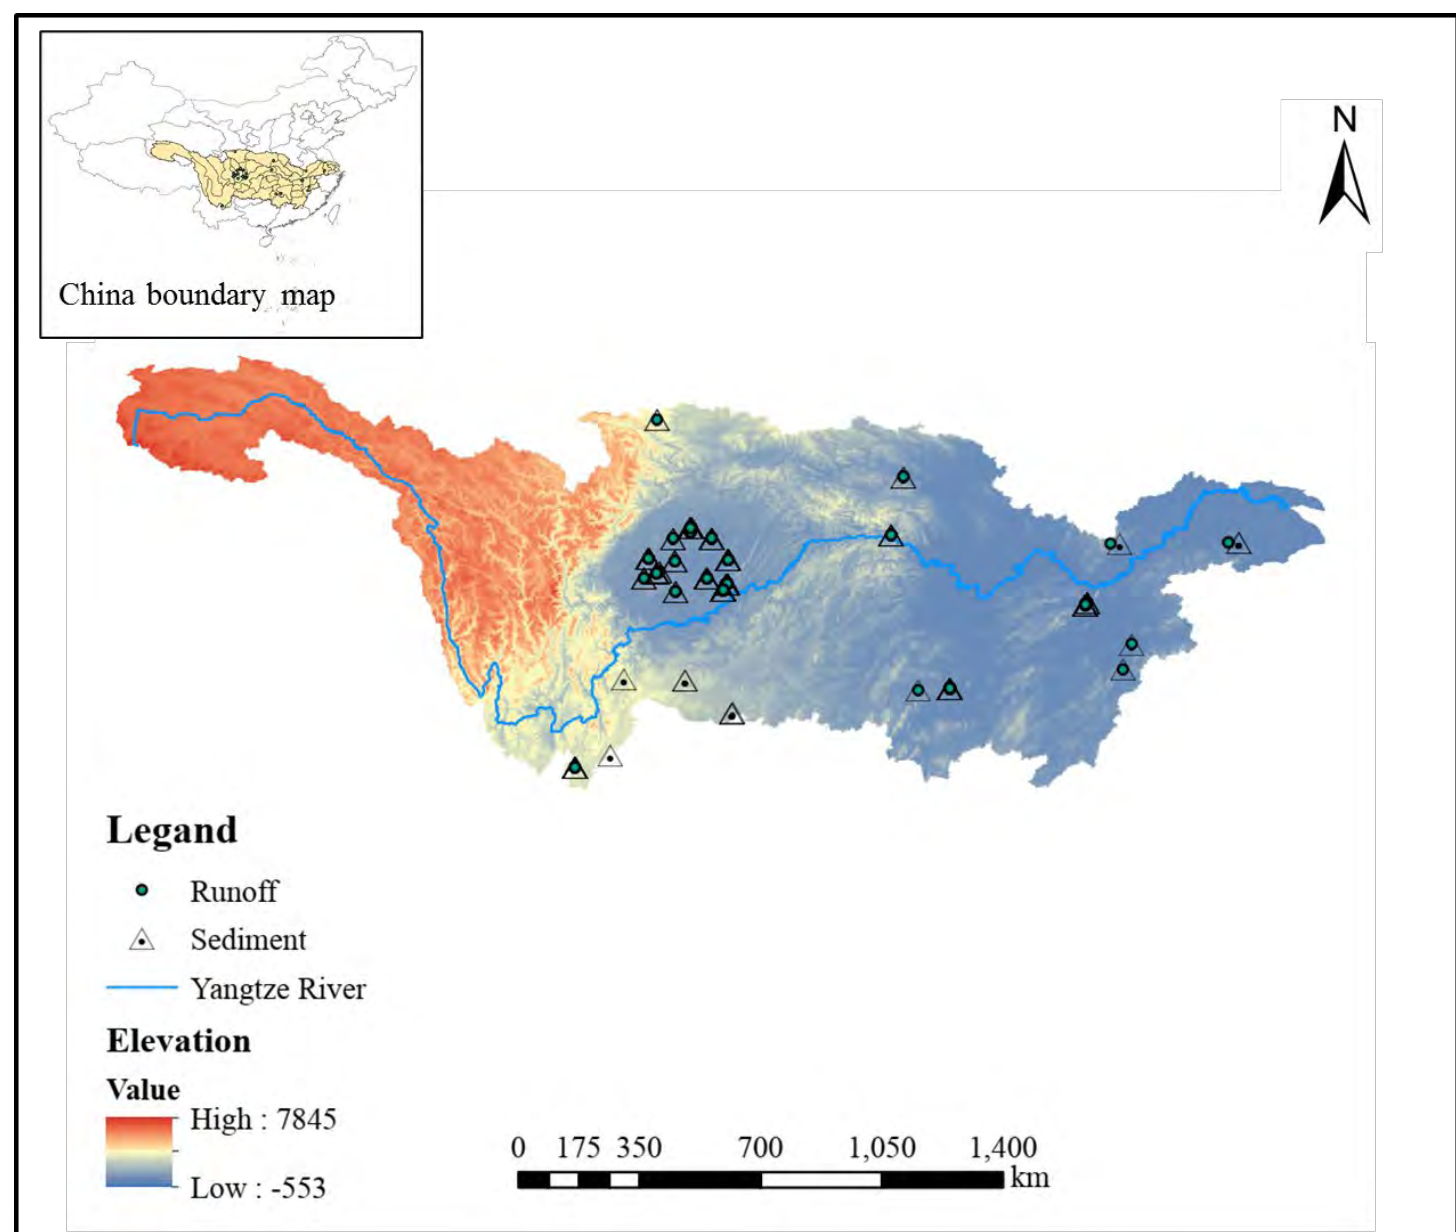 N
China boundary map
Legand
Runoff
Sediment
Yangtze River
Elevation
Value
High : 7845
Low : -553
0 175 350 700 1,050 1,400
km